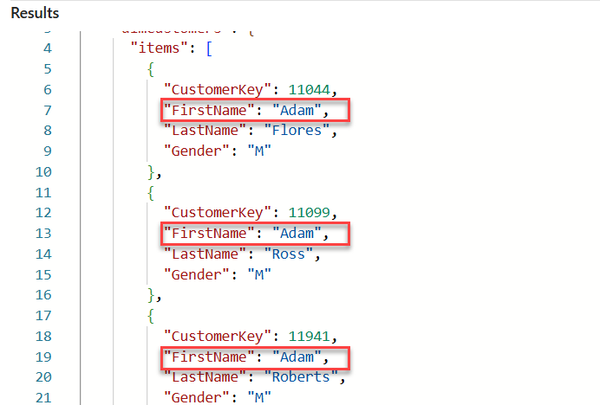 Results
4 "items": [
5 {
6 "CustomerKey": 11044,
7 "FirstName": "Adam",
8 "LastName": "Flores",
9 "Gender": "M"
10 },
11 {
12 "CustomerKey": 11099,
13 "FirstName": "Adam",
14 "LastName": "Ross",
15 "Gender": "M"
16 },
17 {
18 "CustomerKey": 11941,
19 "FirstName": "Adam",
20 "LastName": "Roberts",
21 "Gender": "M"